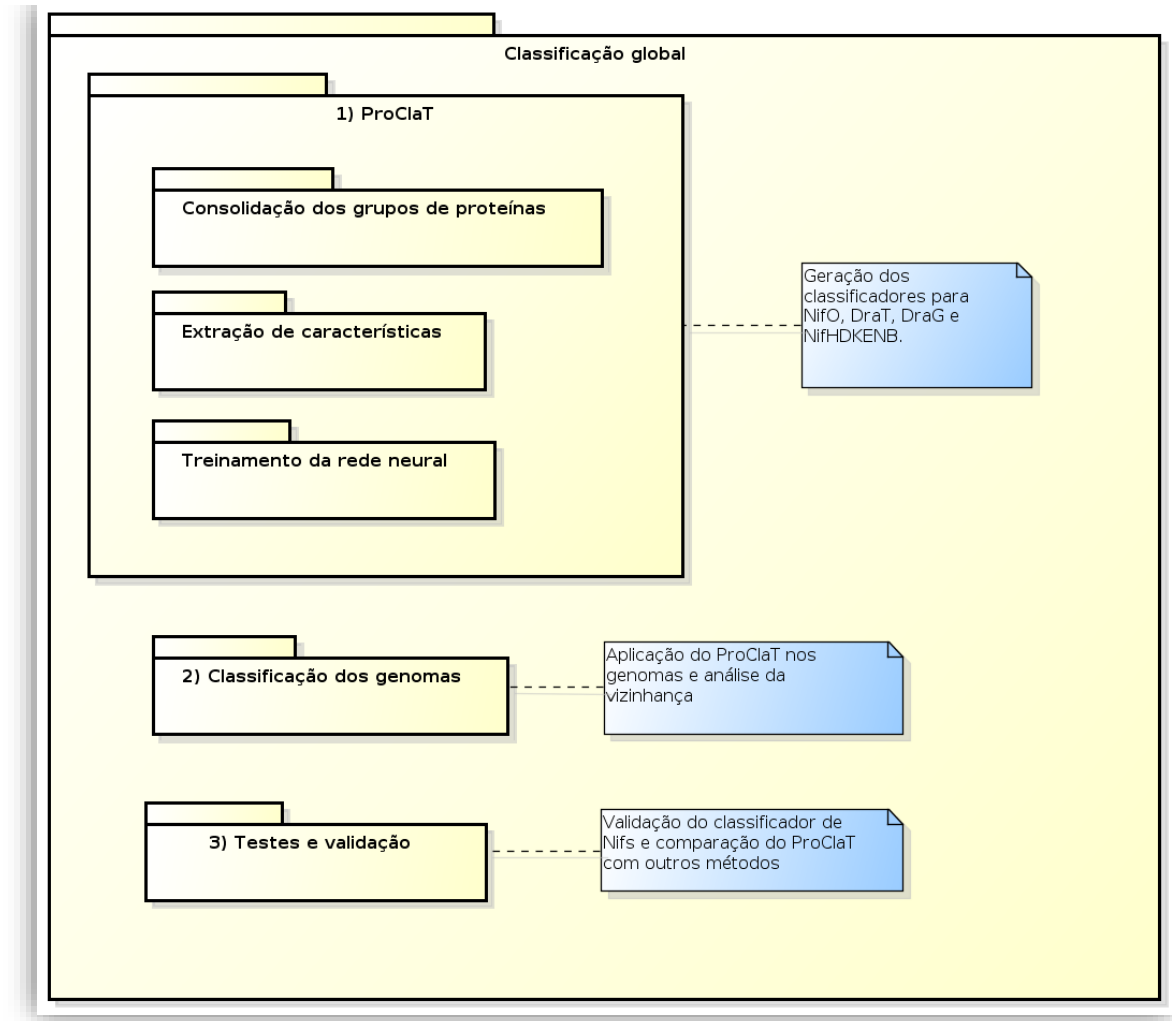 Classificação global
1) ProClaT
Consolidação dos grupos de proteínas
Extração de característísticas
Treinamento da rede neural
Geração dos
classificadores para
NifO, DraT, DraG e
NifHDKENB.
2) Classificação dos genomas
Aplicação do ProClaT nos
genomas e análise da
vizinhança
3) Testes e validação
Validação do classificador de
Nifs e comparação do ProClaT
com outros métodos